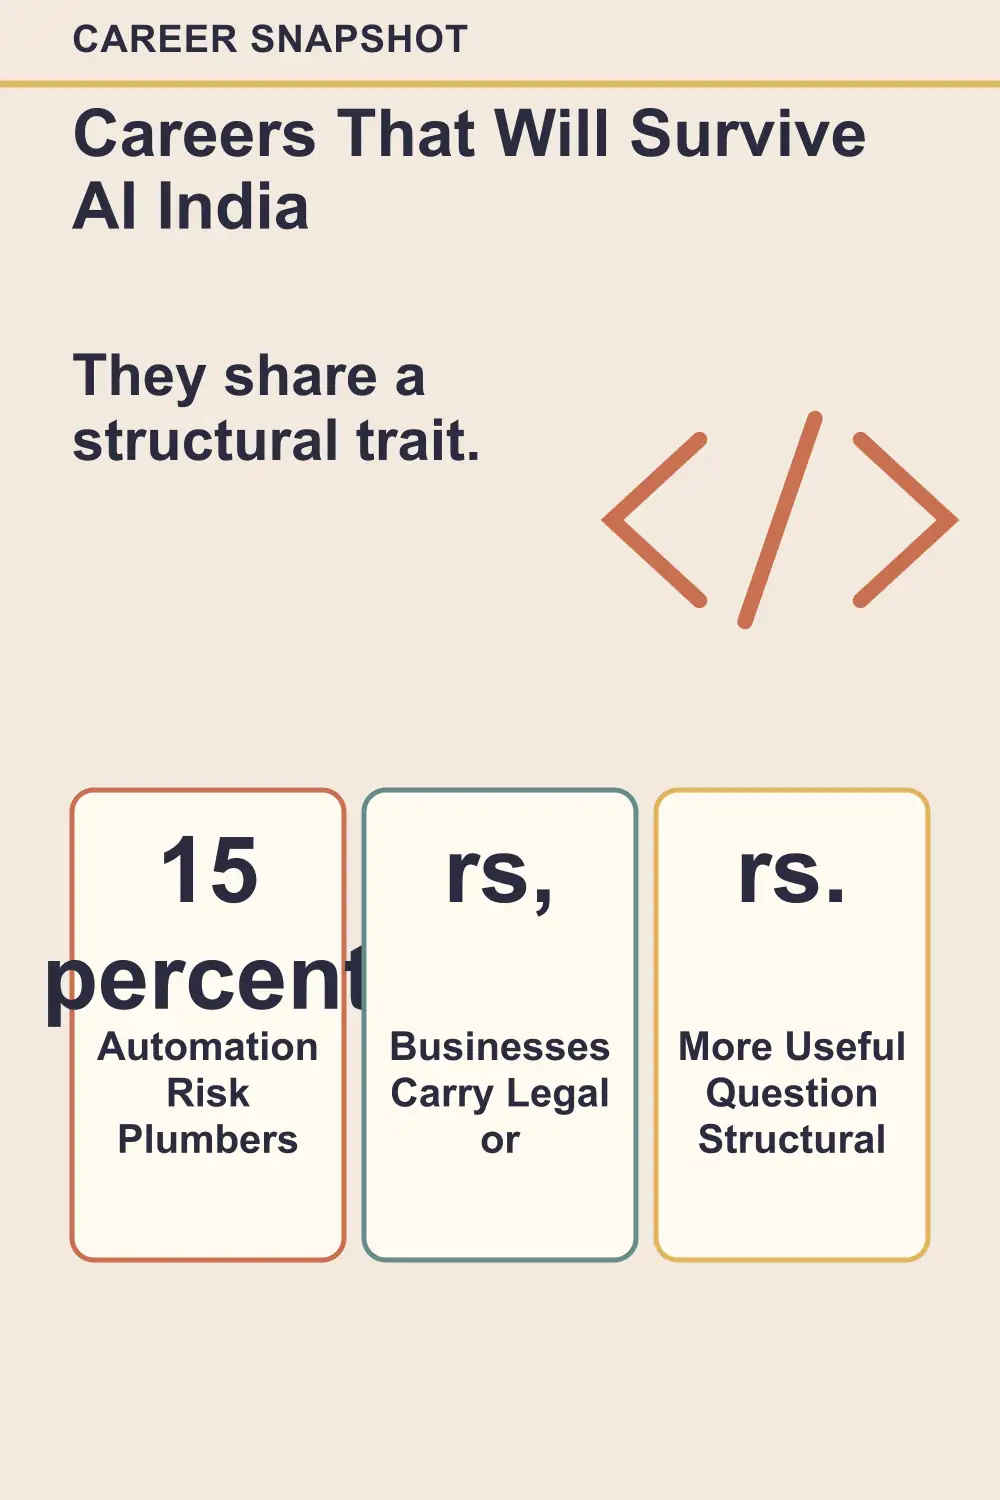 CAREER SNAPSHOT
Careers That Will Survive
AI India
They share a
structural trait.
15
percent
Automation
Risk
Plumbers
rs,
Businesses
Carry Legal
or
rs.
More Useful
Question
Structural